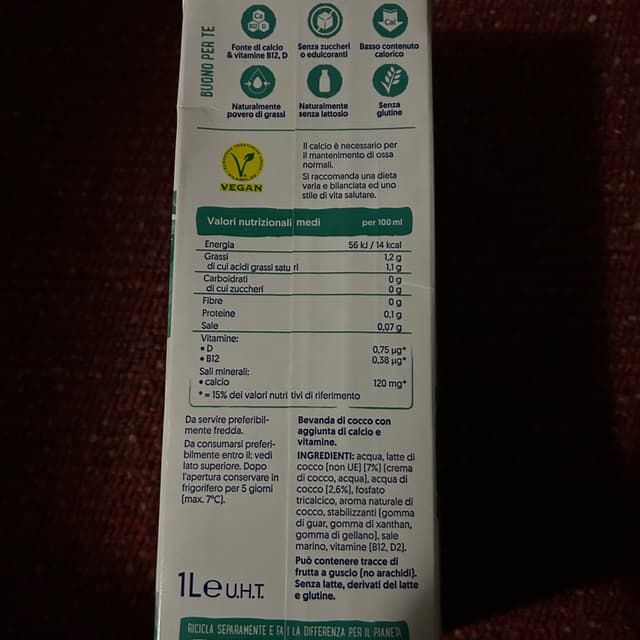 BUONO PER TE
Ca
B12 D
Cal
Fonte di calcio
& vitamine B12, D
Senza zuccheri
o edulcoranti
Basso contenuto
calorico
Naturalmente
povero di grassi
Naturalmente
senza lattosio
Senza
glutine
VEGAN
Il calcio è necessario per
il mantenimento di ossa
normali.
Si raccomanda una dieta
varia e bilanciata ed uno
stile di vita salutare.
Valori nutrizionali medi per 100 ml
Energia 56 kJ / 14 kcal
Grassi 1,2 g
di cui acidi grassi saturi 1,1 g
Carboidrati 0 g
di cui zuccheri 0 g
Fibre 0 g
Proteine 0,1 g
Sale 0,07 g
Vitamine:
• D 0,75 µg*
• B12 0,38 µg*
Sali minerali:
• calcio 120 mg*
* = 15% dei valori nutritivi di riferimento
Da servire preferibil-
mente fredda.
Da consumarsi preferi-
bilmente entro il: vedi
lato superiore. Dopo
l'apertura conservare in
frigorifero per 5 giorni
(max. 7°C).
Bevanda di cocco con
aggiunta di calcio e
vitamine.
INGREDIENTI: acqua, latte di
cocco (non UE) (7%) (crema
di cocco, acqua), acqua di
cocco (2,6%), fosfato
tricalcico, aroma naturale di
cocco, stabilizzanti (gomma
di guar, gomma di xanthan,
gomma di gellano), sale
marino, vitamine (B12, D2).
Può contenere tracce di
frutta a guscio (no arachidi).
Senza latte, derivati del latte
e glutine.
1L e U.H.T.
RICICLA SEPARAMENTE E FAI LA DIFFERENZA PER IL PIANETA